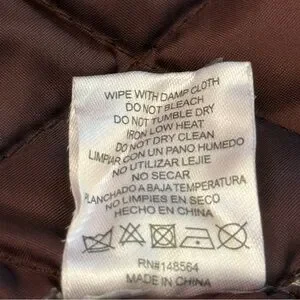 WIPE WITH DAMP CLOTH
DO NOT BLEACH
DO NOT TUMBLE DRY
IRON LOW HEAT
DO NOT DRY CLEAN
LIMPIAR CON UN PANO HUMEDO
NO UTILIZAR LEJIE
NO SECAR
PLANCHADO A BAJA TEMPERATURA
NO LIMPIES EN SECO
HECHO EN CHINA
RN#148564
MADE IN CHINA